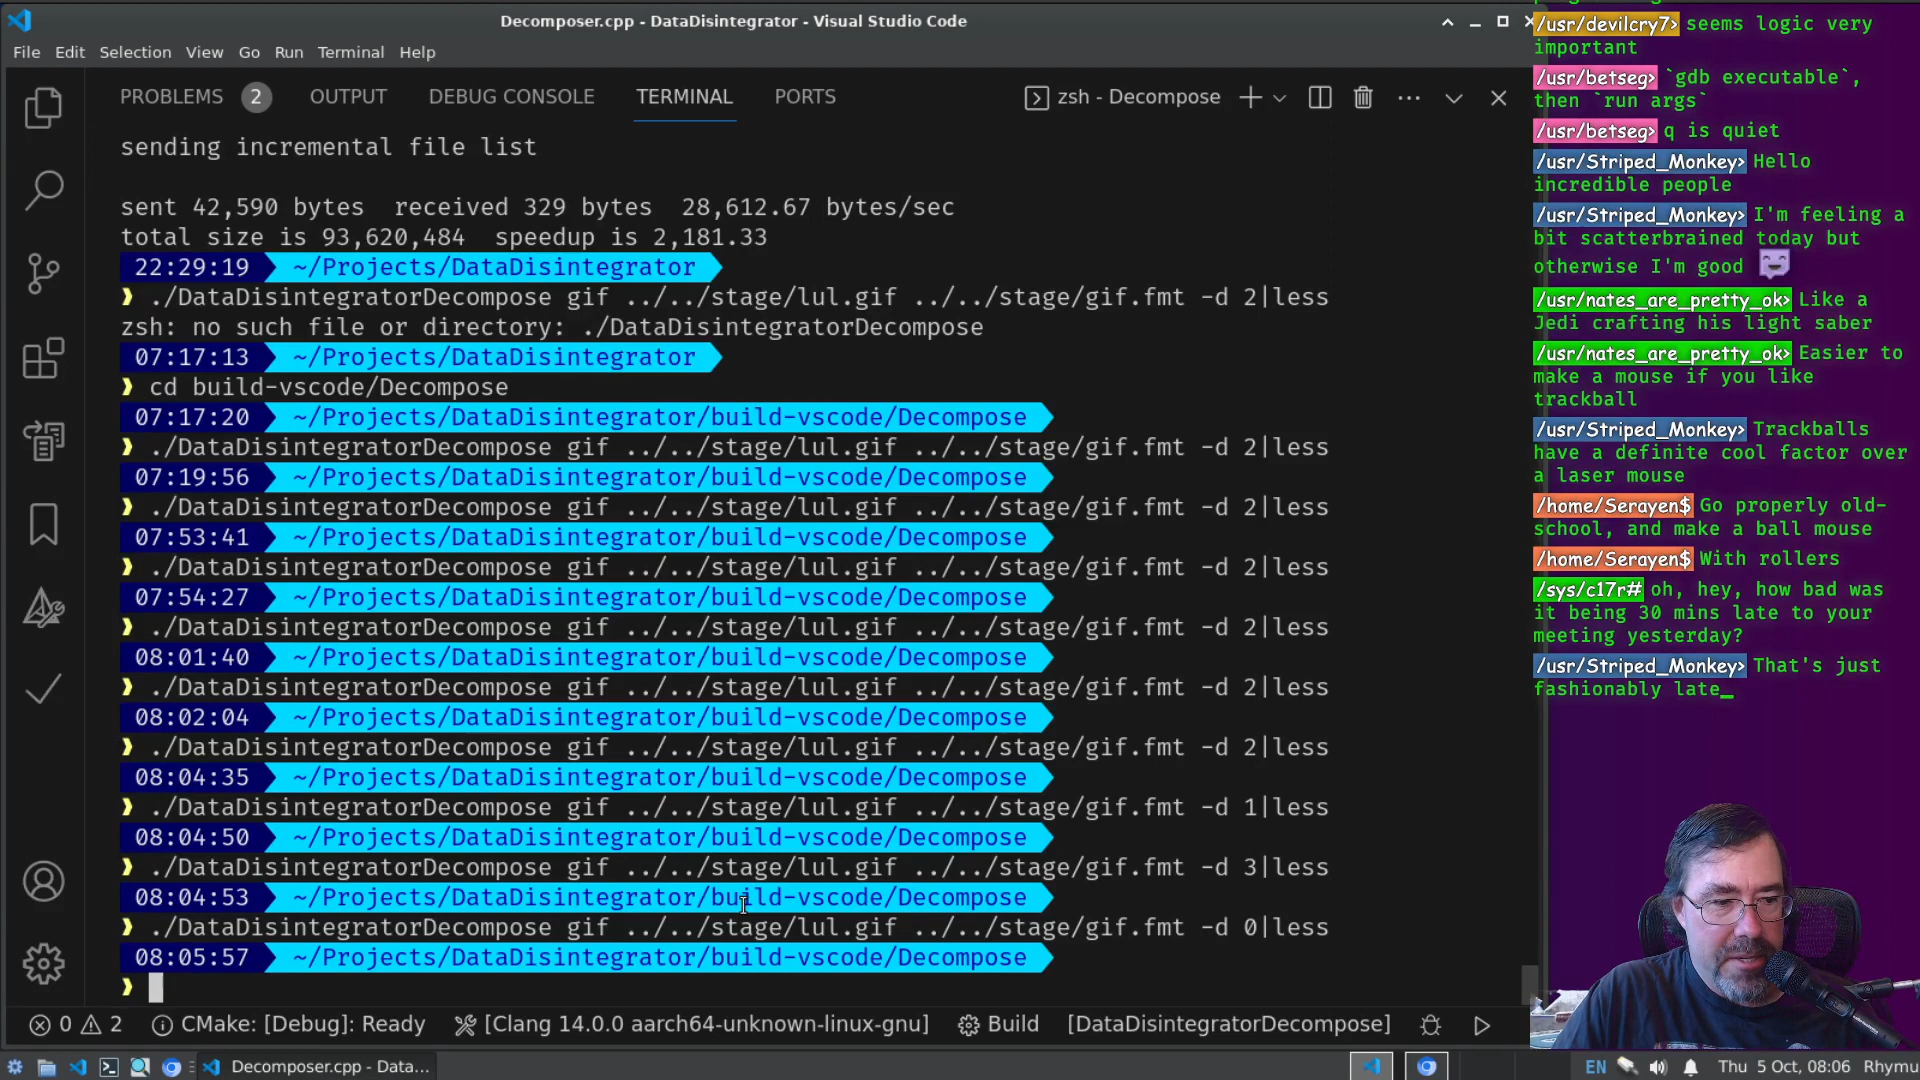 Decomposer.cpp - DataDisintegrator - Visual Studio Code
File Edit Selection View Go Run Terminal Help
PROBLEMS 2 OUTPUT DEBUG CONSOLE TERMINAL PORTS zsh - Decompose
sending incremental file list
sent 42,590 bytes  received 329 bytes  28,612.67 bytes/sec
total size is 93,620,484  speedup is 2,181.33
22:29:19 ~/Projects/DataDisintegrator
❱ ./DataDisintegratorDecompose gif ../../stage/lul.gif ../../stage/gif.fmt -d 2|less
zsh: no such file or directory: ./DataDisintegratorDecompose
07:17:13 ~/Projects/DataDisintegrator
❱ cd build-vscode/Decompose
07:17:20 ~/Projects/DataDisintegrator/build-vscode/Decompose
❱ ./DataDisintegratorDecompose gif ../../stage/lul.gif ../../stage/gif.fmt -d 2|less
07:19:56 ~/Projects/DataDisintegrator/build-vscode/Decompose
❱ ./DataDisintegratorDecompose gif ../../stage/lul.gif ../../stage/gif.fmt -d 2|less
07:53:41 ~/Projects/DataDisintegrator/build-vscode/Decompose
❱ ./DataDisintegratorDecompose gif ../../stage/lul.gif ../../stage/gif.fmt -d 2|less
07:54:27 ~/Projects/DataDisintegrator/build-vscode/Decompose
❱ ./DataDisintegratorDecompose gif ../../stage/lul.gif ../../stage/gif.fmt -d 2|less
08:01:40 ~/Projects/DataDisintegrator/build-vscode/Decompose
❱ ./DataDisintegratorDecompose gif ../../stage/lul.gif ../../stage/gif.fmt -d 2|less
08:02:04 ~/Projects/DataDisintegrator/build-vscode/Decompose
❱ ./DataDisintegratorDecompose gif ../../stage/lul.gif ../../stage/gif.fmt -d 2|less
08:04:35 ~/Projects/DataDisintegrator/build-vscode/Decompose
❱ ./DataDisintegratorDecompose gif ../../stage/lul.gif ../../stage/gif.fmt -d 1|less
08:04:50 ~/Projects/DataDisintegrator/build-vscode/Decompose
❱ ./DataDisintegratorDecompose gif ../../stage/lul.gif ../../stage/gif.fmt -d 3|less
08:04:53 ~/Projects/DataDisintegrator/build-vscode/Decompose
❱ ./DataDisintegratorDecompose gif ../../stage/lul.gif ../../stage/gif.fmt -d 0|less
08:05:57 ~/Projects/DataDisintegrator/build-vscode/Decompose
❱
0 2 CMake: [Debug]: Ready [Clang 14.0.0 aarch64-unknown-linux-gnu] Build [DataDisintegratorDecompose]
Decomposer.cpp - Data...
EN Thu 5 Oct, 08:06 Rhymu
/usr/devilcry7> seems logic very
important
/usr/betseg> `gdb executable`,
then `run args`
/usr/betseg> q is quiet
/usr/Striped_Monkey> Hello
incredible people
/usr/Striped_Monkey> I'm feeling a
bit scatterbrained today but
otherwise I'm good
/usr/nates_are_pretty_ok> Like a
Jedi crafting his light saber
/usr/nates_are_pretty_ok> Easier to
make a mouse if you like
trackball
/usr/Striped_Monkey> Trackballs
have a definite cool factor over
a laser mouse
/home/Serayen$ Go properly old-
school, and make a ball mouse
/home/Serayen$ With rollers
/sys/c17r# oh, hey, how bad was
it being 30 mins late to your
meeting yesterday?
/usr/Striped_Monkey> That's just
fashionably late_